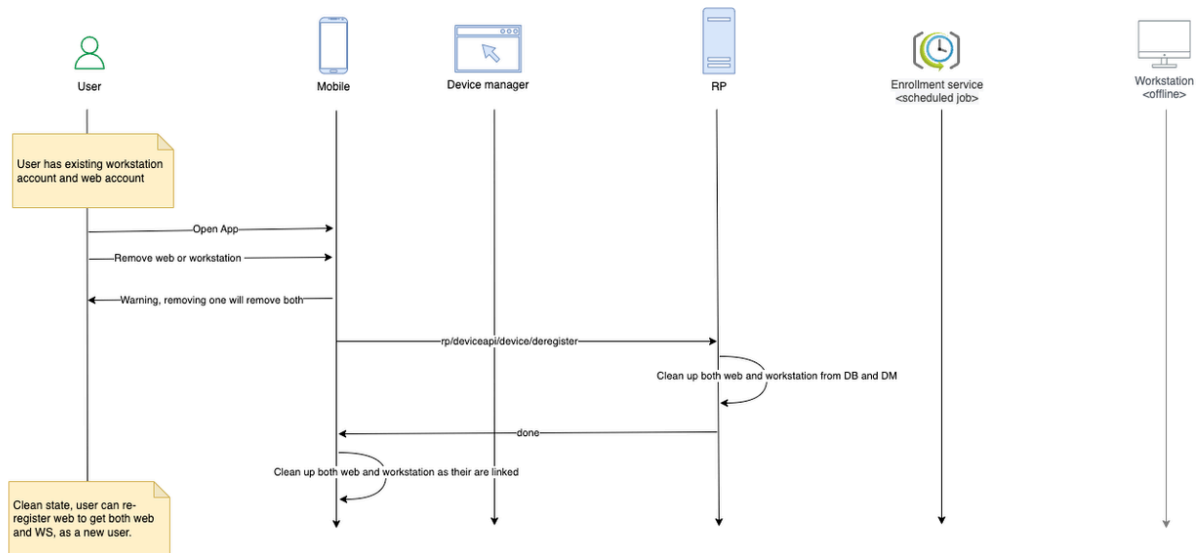 User
Mobile
Device manager
RP
Enrollment service
<scheduled job>
Workstation
<offline>
User has existing workstation
account and web account
Open App
Remove web or workstation
Warning, removing one will remove both
rp/deviceapi/device/deregister
Clean up both web and workstation from DB and DM
done
Clean up both web and workstation as their are linked
Clean state, user can re-
register web to get both web
and WS, as a new user.